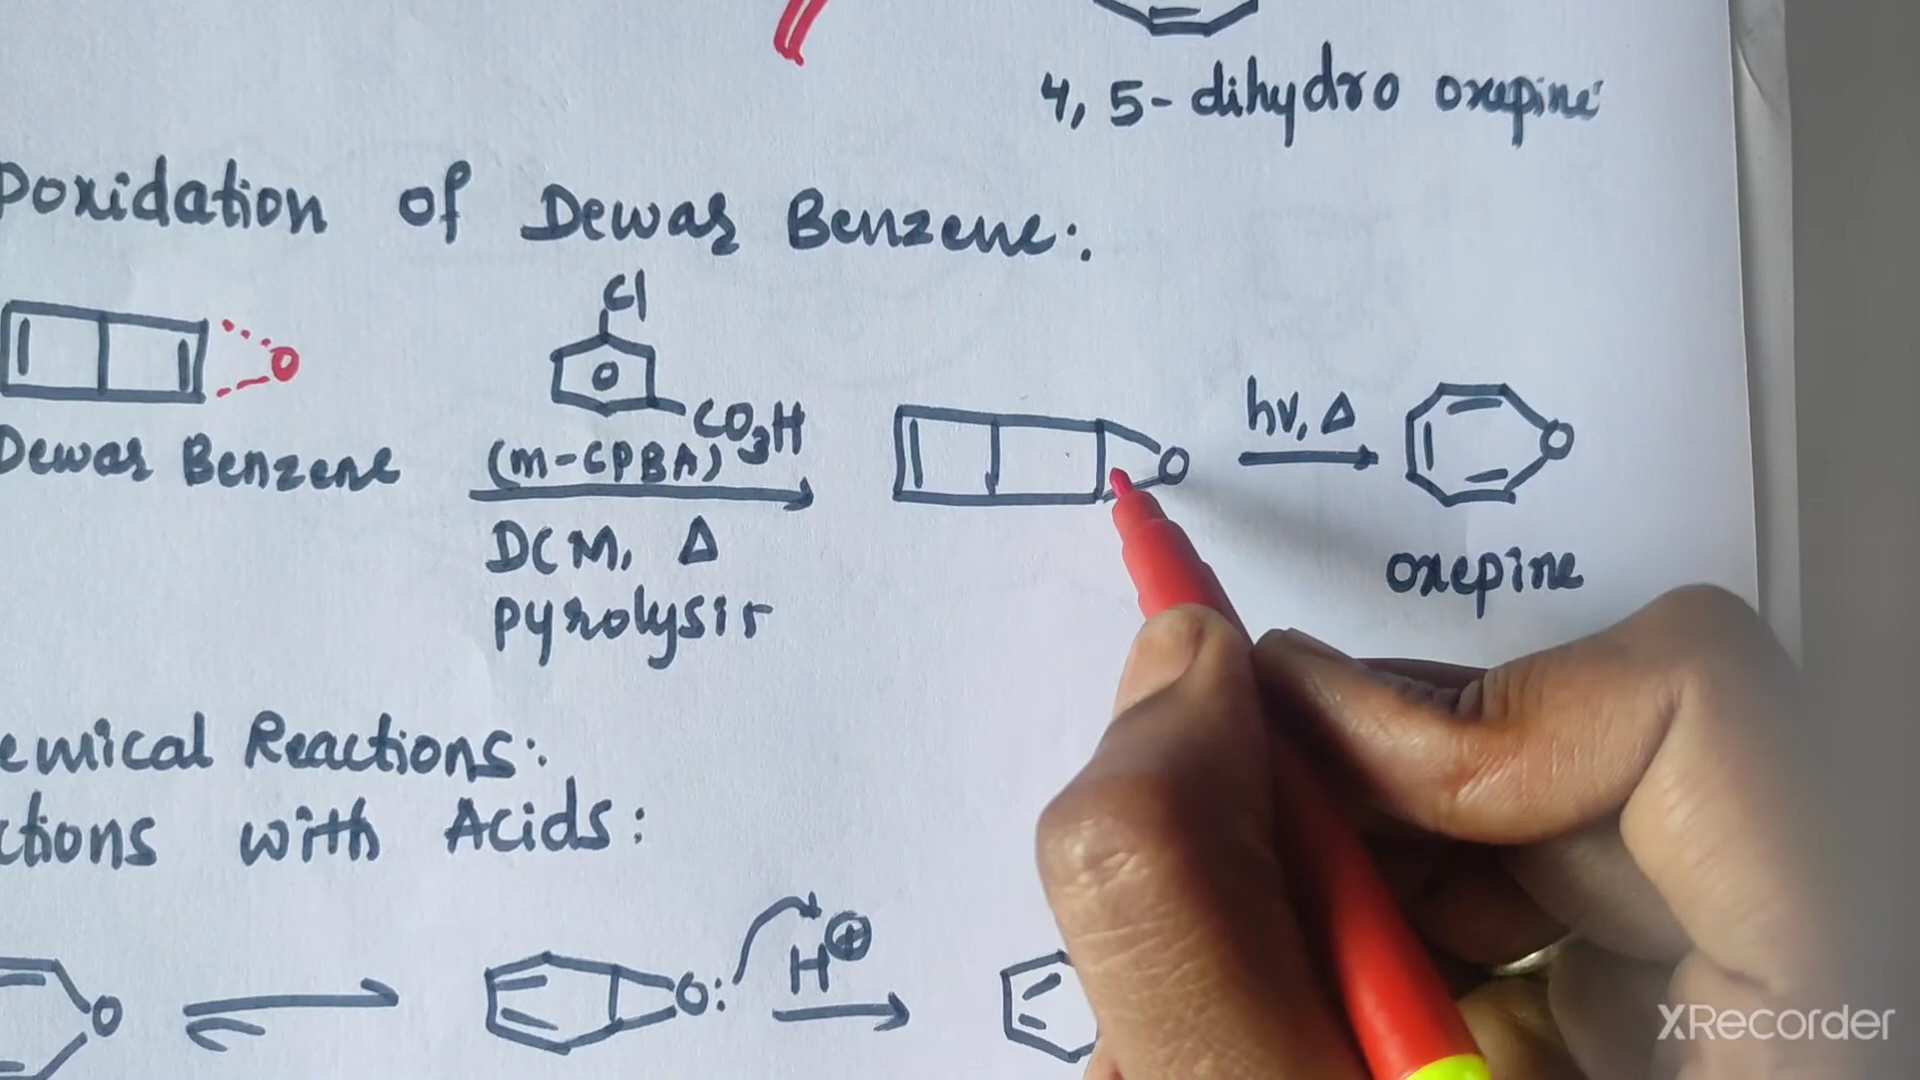 4, 5- dihydro oxepine
poxidation of Dewar Benzene:.
O
Cl
O
CO3H
Dewar Benzene
(m-CPBA)
DCM, Δ
pyrolysis
O
hν, Δ
O
oxepine
emical Reactions:
ctions with Acids:
O
O:
H⊕
XRecorder